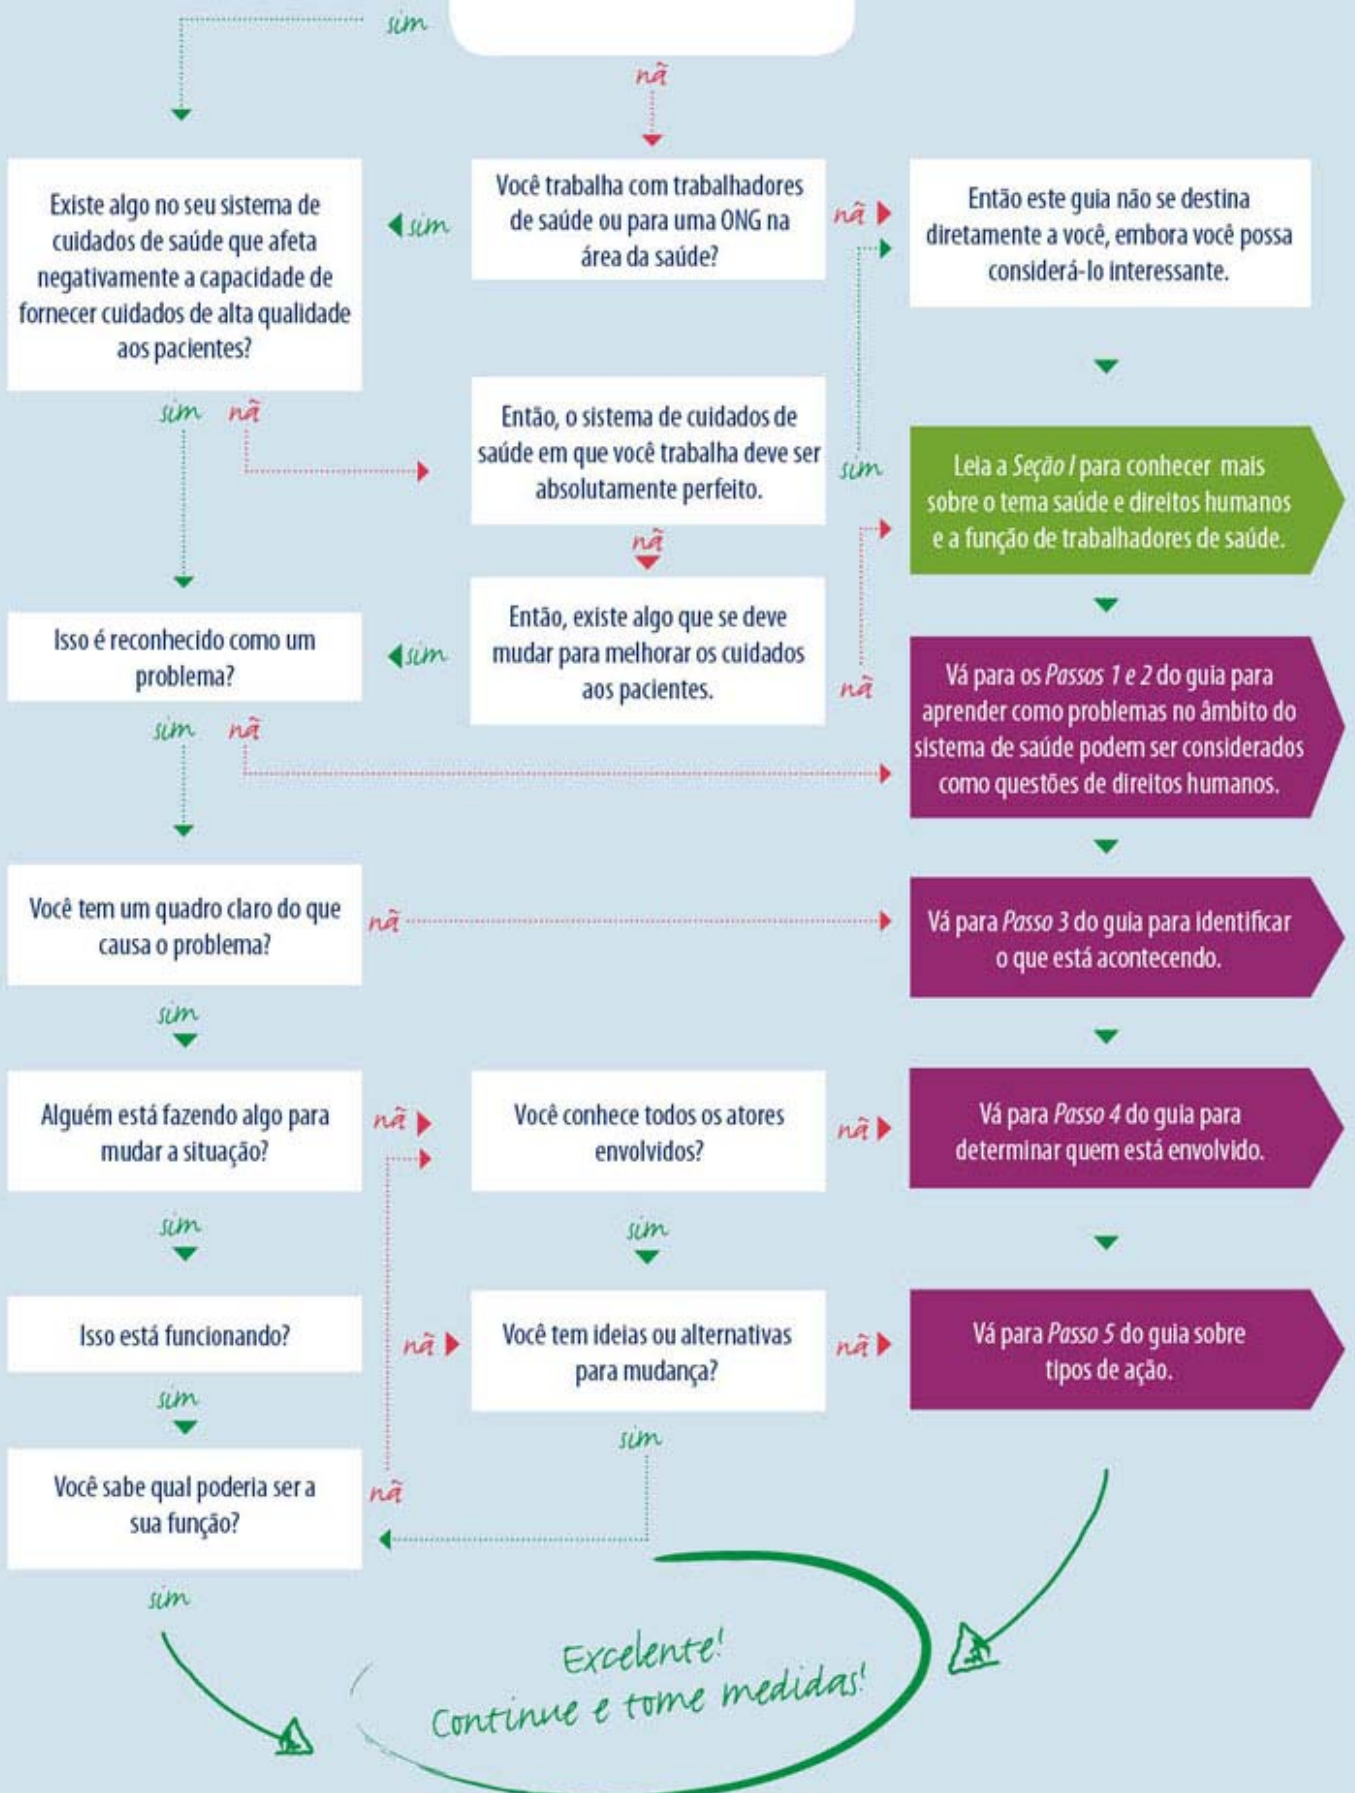 sim
nã
Existe algo no seu sistema de
cuidados de saúde que afeta
negativamente a capacidade de
fornecer cuidados de alta qualidade
aos pacientes?
sim
Você trabalha com trabalhadores
de saúde ou para uma ONG na
área da saúde?
nã
Então este guia não se destina
diretamente a você, embora você possa
considerá-lo interessante.
sim nã
Então, o sistema de cuidados de
saúde em que você trabalha deve ser
absolutamente perfeito.
sim
nã
Leia a Seção I para conhecer mais
sobre o tema saúde e direitos humanos
e a função de trabalhadores de saúde.
Isso é reconhecido como um
problema?
sim
Então, existe algo que se deve
mudar para melhorar os cuidados
aos pacientes.
nã
Vá para os Passos 1 e 2 do guia para
aprender como problemas no âmbito do
sistema de saúde podem ser considerados
como questões de direitos humanos.
sim nã
Você tem um quadro claro do que
causa o problema?
nã
Vá para Passo 3 do guia para identificar
o que está acontecendo.
sim
Alguém está fazendo algo para
mudar a situação?
nã
Você conhece todos os atores
envolvidos?
nã
Vá para Passo 4 do guia para
determinar quem está envolvido.
sim
sim
Isso está funcionando?
nã
Você tem ideias ou alternativas
para mudança?
nã
Vá para Passo 5 do guia sobre
tipos de ação.
sim
sim
Você sabe qual poderia ser a
sua função?
nã
sim
Excelente!
Continue e tome medidas!